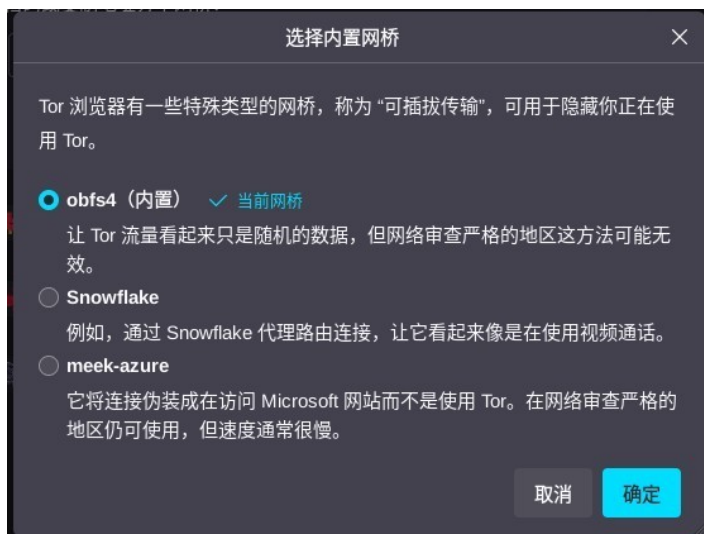 选择内置网桥
Tor 浏览器有一些特殊类型的网桥，称为 “可插拔传输”，可用于隐藏你正在使
用 Tor。
obfs4（内置） 当前网桥
让 Tor 流量看起来只是随机的数据，但网络审查严格的地区这方法可能无
效。
Snowflake
例如，通过 Snowflake 代理路由连接，让它看起来像是在使用视频通话。
meek-azure
它将连接伪装成在访问 Microsoft 网站而不是使用 Tor。在网络审查严格的
地区仍可使用，但速度通常很慢。
取消 确定